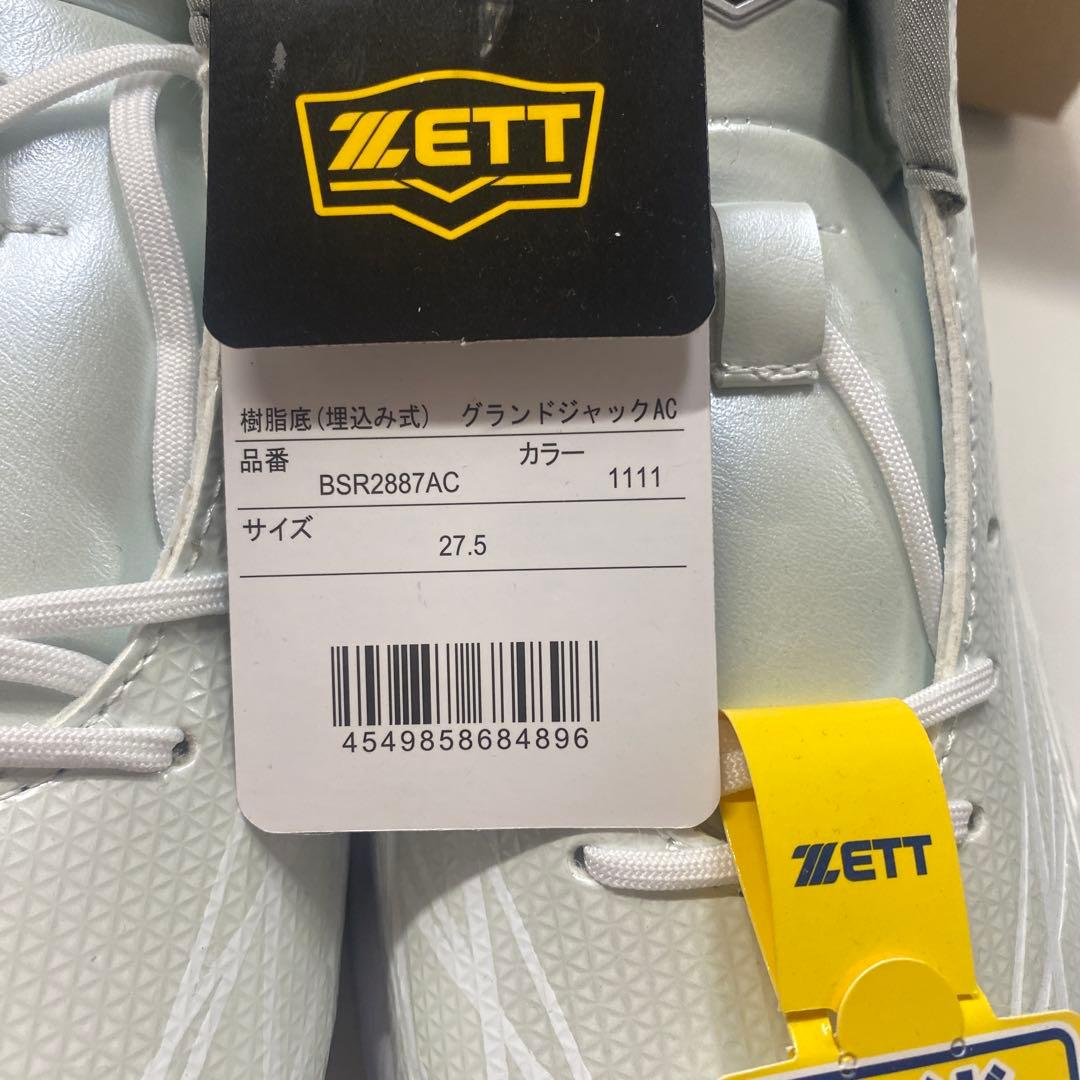 ZETT
樹脂底(埋込み式) グランドジャックAC
品番 BSR2887AC カラー 1111
サイズ 27.5
4549858684896
ZETT